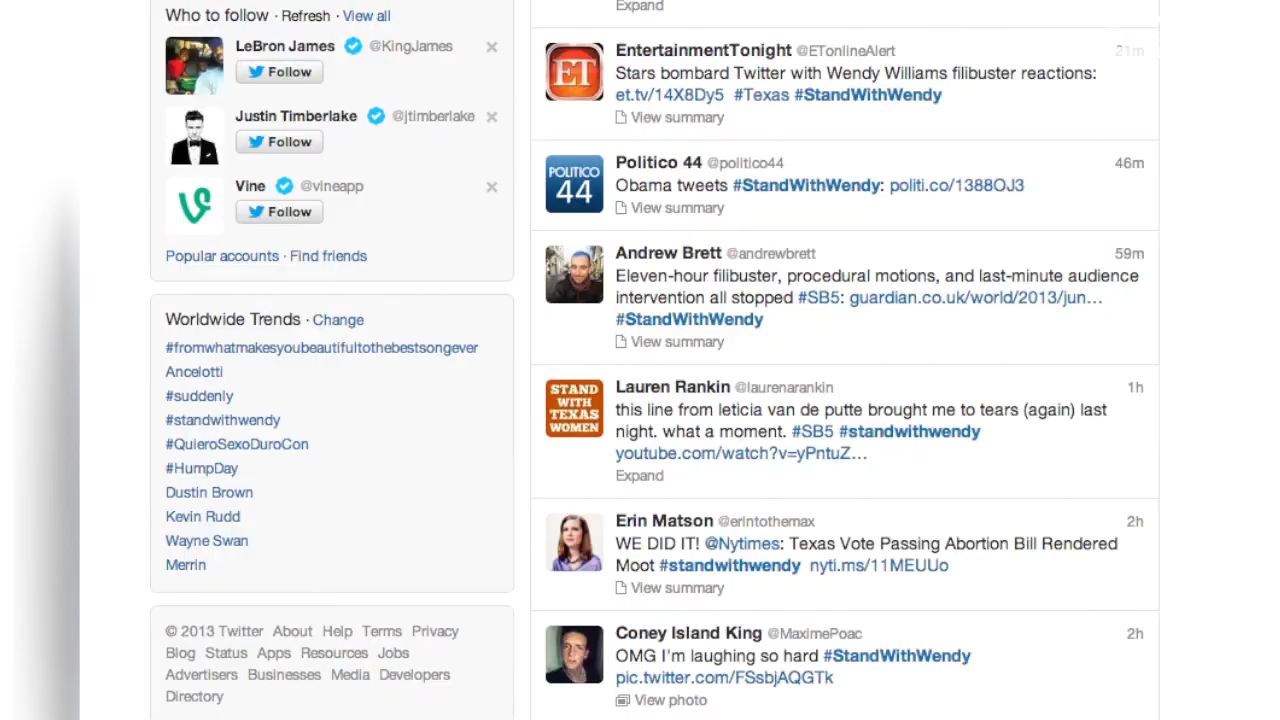 Who to follow · Refresh · View all
LeBron James @KingJames ×
Follow
Justin Timberlake @jtimberlake ×
Follow
Vine @vineapp ×
Follow
Popular accounts · Find friends
Worldwide Trends · Change
#fromwhatmakesyoubeautifultothebestsongever
Ancelotti
#suddenly
#standwithwendy
#QuieroSexoDuroCon
#HumpDay
Dustin Brown
Kevin Rudd
Wayne Swan
Merrin
© 2013 Twitter About Help Terms Privacy
Blog Status Apps Resources Jobs
Advertisers Businesses Media Developers
Directory
Expand
EntertainmentTonight @ETonlineAlert 21m
ET
Stars bombard Twitter with Wendy Williams filibuster reactions:
et.tv/14X8Dy5 #Texas #StandWithWendy
View summary
Politico 44 @politico44 46m
POLITICO
44
Obama tweets #StandWithWendy: politi.co/1388OJ3
View summary
Andrew Brett @andrewbrett 59m
Eleven-hour filibuster, procedural motions, and last-minute audience
intervention all stopped #SB5: guardian.co.uk/world/2013/jun…
#StandWithWendy
View summary
Lauren Rankin @laurenarankin 1h
STAND
WITH
TEXAS
WOMEN
this line from leticia van de putte brought me to tears (again) last
night. what a moment. #SB5 #standwithwendy
youtube.com/watch?v=yPntuZ…
Expand
Erin Matson @erintothemax 2h
WE DID IT! @Nytimes: Texas Vote Passing Abortion Bill Rendered
Moot #standwithwendy nyti.ms/11MEUUo
View summary
Coney Island King @MaximePoac 2h
OMG I'm laughing so hard #StandWithWendy
pic.twitter.com/FSsbjAQGTk
View photo